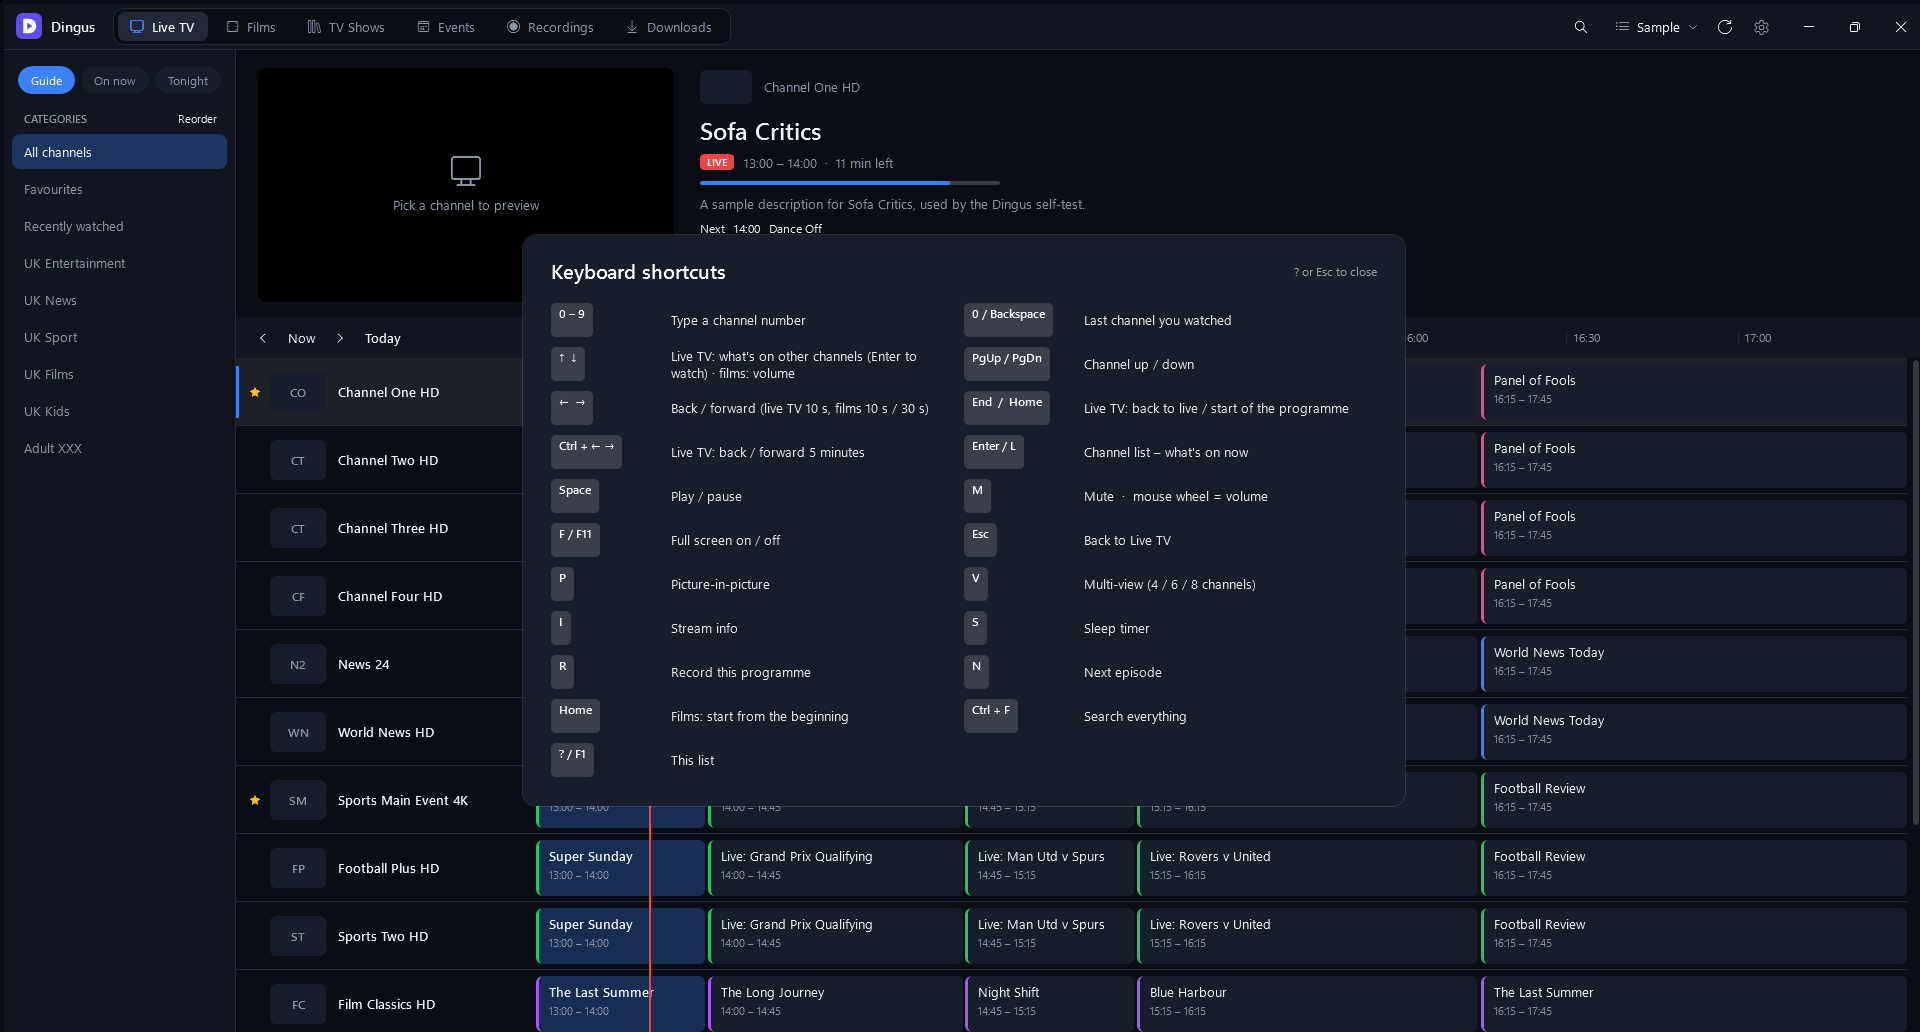 Dingus
Live TV
Films
TV Shows
Events
Recordings
Downloads
Sample
Guide
On now
Tonight
CATEGORIES
Reorder
All channels
Favourites
Recently watched
UK Entertainment
UK News
UK Sport
UK Films
UK Kids
Adult XXX
Pick a channel to preview
Channel One HD
Sofa Critics
LIVE 13:00 – 14:00 · 11 min left
A sample description for Sofa Critics, used by the Dingus self-test.
Next 14:00 Dance Off
Keyboard shortcuts
? or Esc to close
0 – 9 Type a channel number
0 / Backspace Last channel you watched
↑ ↓ Live TV: what's on other channels (Enter to
watch) · films: volume
PgUp / PgDn Channel up / down
← → Back / forward (live TV 10 s, films 10 s / 30 s)
End / Home Live TV: back to live / start of the programme
Ctrl + ← → Live TV: back / forward 5 minutes
Enter / L Channel list – what's on now
Space Play / pause
M Mute · mouse wheel = volume
F / F11 Full screen on / off
Esc Back to Live TV
P Picture-in-picture
V Multi-view (4 / 6 / 8 channels)
I Stream info
S Sleep timer
R Record this programme
N Next episode
Home Films: start from the beginning
Ctrl + F Search everything
? / F1 This list
Now
Today
6:00
16:30
17:00
CO Channel One HD
Panel of Fools
16:15 – 17:45
CT Channel Two HD
Panel of Fools
16:15 – 17:45
CT Channel Three HD
Panel of Fools
16:15 – 17:45
CF Channel Four HD
Panel of Fools
16:15 – 17:45
N2 News 24
World News Today
16:15 – 17:45
WN World News HD
World News Today
16:15 – 17:45
SM Sports Main Event 4K
13:00 – 14:00
14:00 – 14:45
14:45 – 15:15
15:15 – 16:15
Football Review
16:15 – 17:45
FP Football Plus HD
Super Sunday
13:00 – 14:00
Live: Grand Prix Qualifying
14:00 – 14:45
Live: Man Utd v Spurs
14:45 – 15:15
Live: Rovers v United
15:15 – 16:15
Football Review
16:15 – 17:45
ST Sports Two HD
Super Sunday
13:00 – 14:00
Live: Grand Prix Qualifying
14:00 – 14:45
Live: Man Utd v Spurs
14:45 – 15:15
Live: Rovers v United
15:15 – 16:15
Football Review
16:15 – 17:45
FC Film Classics HD
The Last Summer
13:00 – 14:00
The Long Journey
14:00 – 14:45
Night Shift
14:45 – 15:15
Blue Harbour
15:15 – 16:15
The Last Summer
16:15 – 17:45